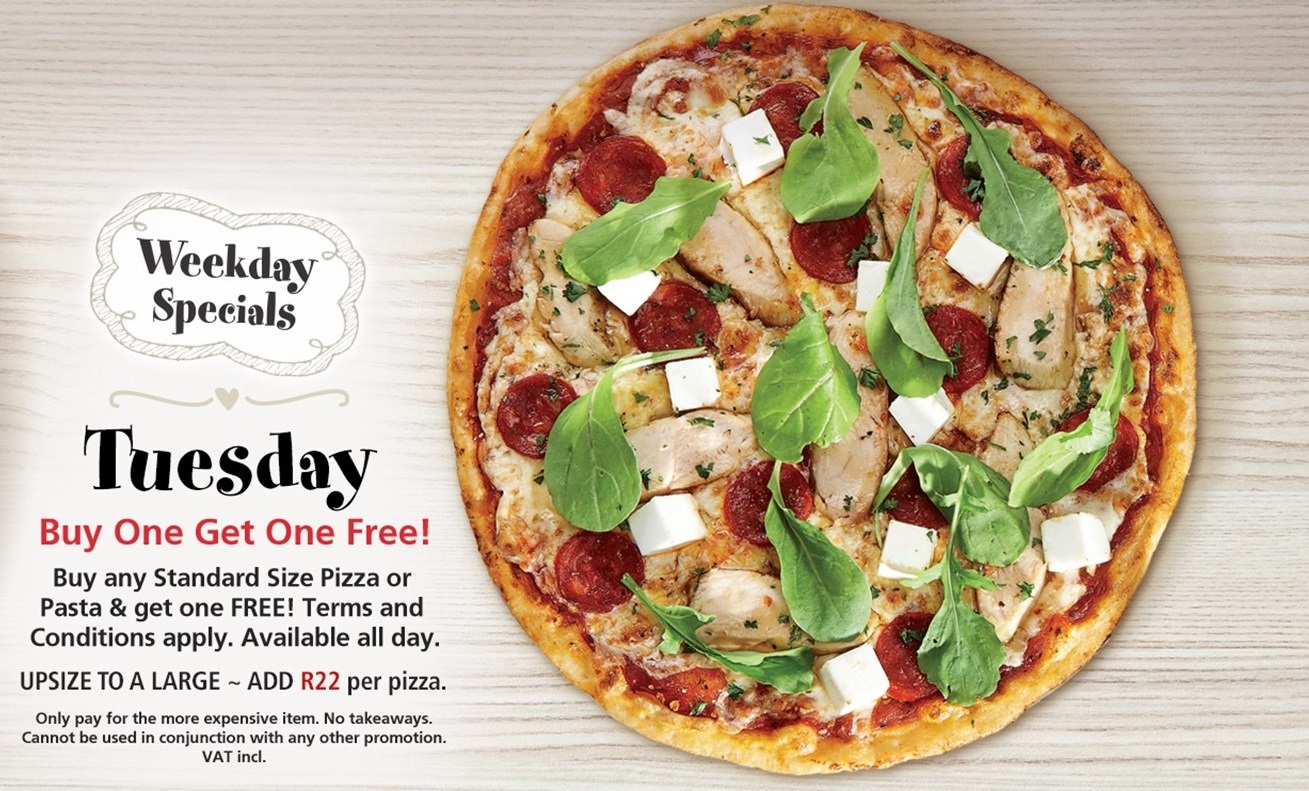 Weekday
Specials
Tuesday
Buy One Get One Free!
Buy any Standard Size Pizza or
Pasta & get one FREE! Terms and
Conditions apply. Available all day.
UPSIZE TO A LARGE ~ ADD R22 per pizza.
Only pay for the more expensive item. No takeaways.
Cannot be used in conjunction with any other promotion.
VAT incl.